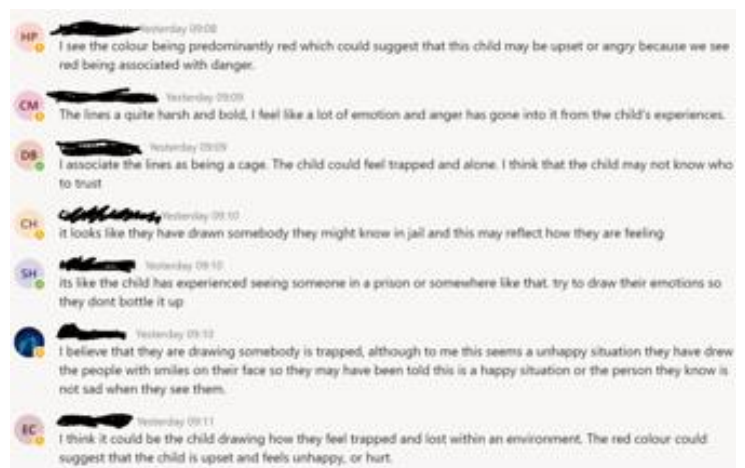 HP
Yesterday 09:08
I see the colour being predominantly red which could suggest that this child may be upset or angry because we see
red being associated with danger.
CM
Yesterday 09:09
The lines a quite harsh and bold, I feel like a lot of emotion and anger has gone into it from the child's experiences.
DB
Yesterday 09:09
I associate the lines as being a cage. The child could feel trapped and alone. I think that the child may not know who
to trust
CH
Yesterday 09:10
it looks like they have drawn somebody they might know in jail and this may reflect how they are feeling
SH
Yesterday 09:10
its like the child has experienced seeing someone in a prison or somewhere like that. try to draw their emotions so
they dont bottle it up
Yesterday 09:10
I believe that they are drawing somebody is trapped, although to me this seems a unhappy situation they have drew
the people with smiles on their face so they may have been told this is a happy situation or the person they know is
not sad when they see them.
EC
Yesterday 09:11
I think it could be the child drawing how they feel trapped and lost within an environment. The red colour could
suggest that the child is upset and feels unhappy, or hurt.